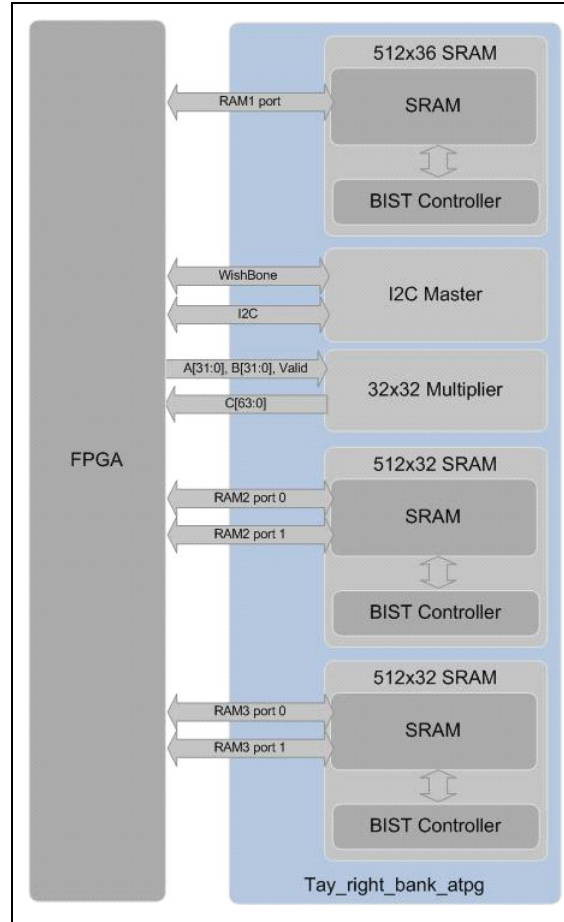 512x36 SRAM
RAM1 port
SRAM
BIST Controller
WishBone
I2C Master
I2C
A[31:0], B[31:0], Valid
32x32 Multiplier
C[63:0]
FPGA
512x32 SRAM
RAM2 port 0
SRAM
RAM2 port 1
BIST Controller
512x32 SRAM
RAM3 port 0
SRAM
RAM3 port 1
BIST Controller
Tay_right_bank_atpg